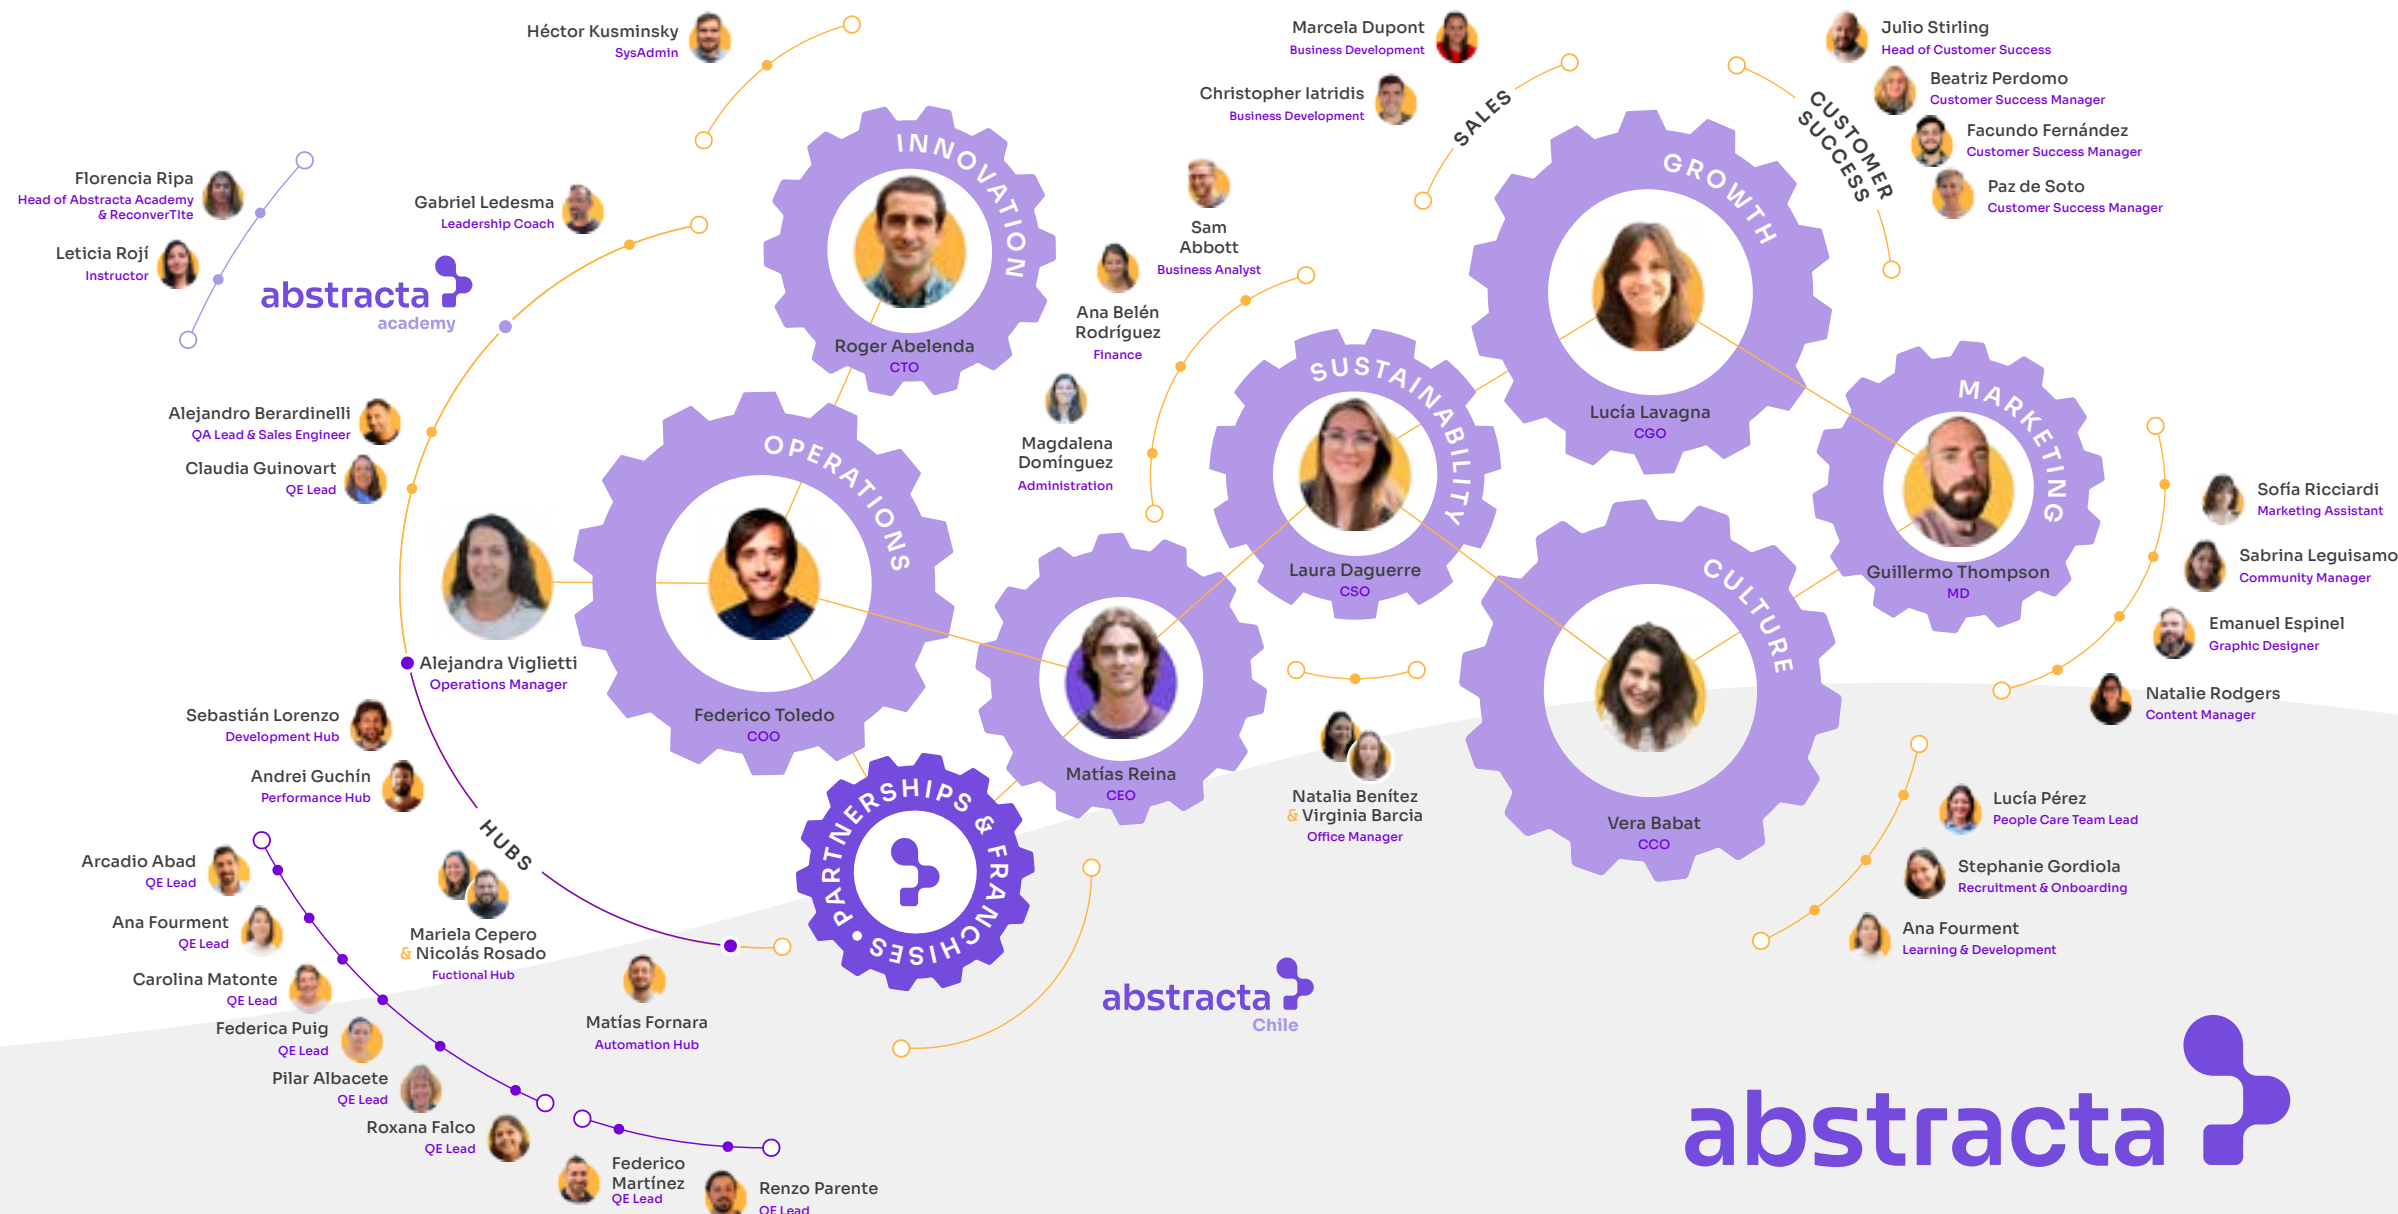 Héctor Kusminsky
SysAdmin
Marcela Dupont
Business Development
Christopher Iatridis
Business Development
SALES
Julio Stirling
Head of Customer Success
Beatriz Perdomo
Customer Success Manager
Facundo Fernández
Customer Success Manager
Paz de Soto
Customer Success Manager
CUSTOMER
SUCCESS
Florencia Ripa
Head of Abstracta Academy
& ReconverTIte
Leticia Rojí
Instructor
abstracta
academy
Gabriel Ledesma
Leadership Coach
INNOVATION
Roger Abelenda
CTO
Sam
Abbott
Business Analyst
Ana Belén
Rodríguez
Finance
Magdalena
Domínguez
Administration
GROWTH
Lucía Lavagna
CGO
SUSTAINABILITY
Laura Daguerre
CSO
MARKETING
Guillermo Thompson
MD
Alejandro Berardinelli
QA Lead & Sales Engineer
Claudia Guinovart
QE Lead
OPERATIONS
Federico Toledo
COO
Alejandra Viglietti
Operations Manager
Sofía Ricciardi
Marketing Assistant
Sabrina Leguisamo
Community Manager
Emanuel Espinel
Graphic Designer
Natalie Rodgers
Content Manager
CULTURE
Vera Babat
CCO
Matías Reina
CEO
Natalia Benítez
& Virginia Barcia
Office Manager
Sebastián Lorenzo
Development Hub
Andrei Guchín
Performance Hub
HUBS
Mariela Cepero
& Nicolás Rosado
Fuctional Hub
Matías Fornara
Automation Hub
PARTNERSHIPS & FRANCHISES •
Lucía Pérez
People Care Team Lead
Stephanie Gordiola
Recruitment & Onboarding
Ana Fourment
Learning & Development
Arcadio Abad
QE Lead
Ana Fourment
QE Lead
Carolina Matonte
QE Lead
Federica Puig
QE Lead
Pilar Albacete
QE Lead
Roxana Falco
QE Lead
Federico
Martínez
QE Lead
Renzo Parente
QE Lead
abstracta
Chile
abstracta